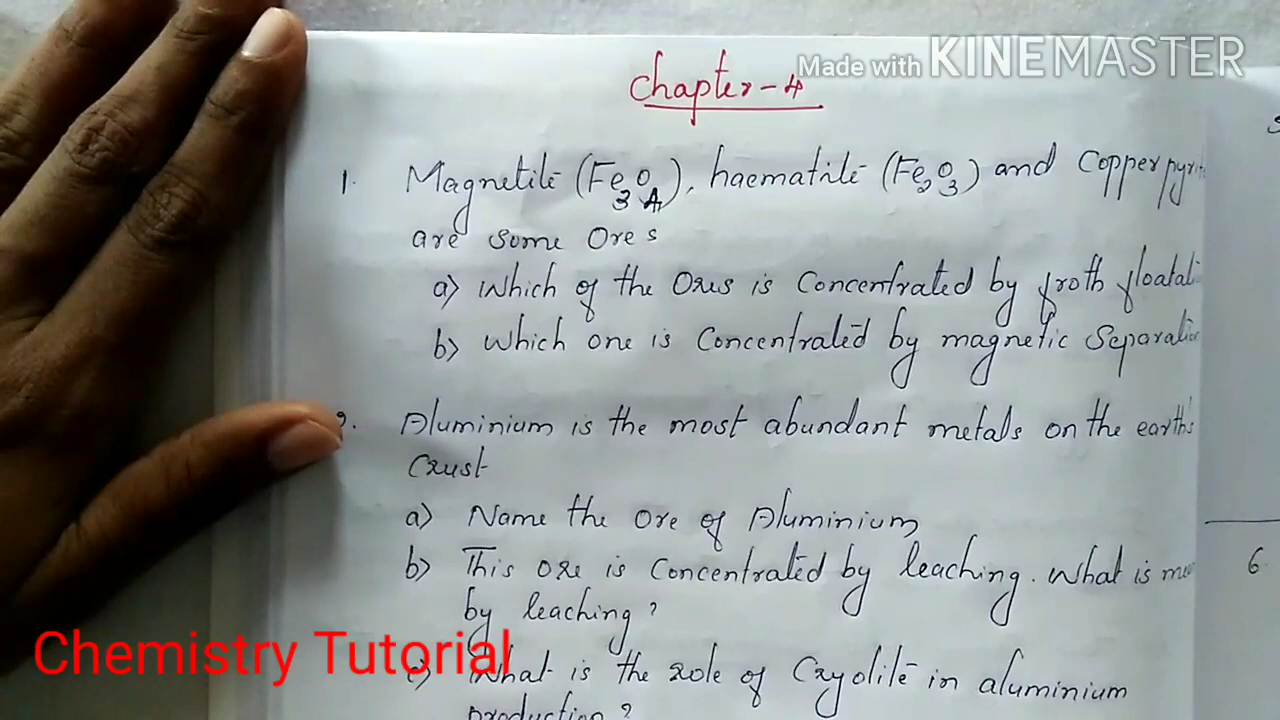 Made with KINEMASTER
Chapter - 4
1. Magnetite (Fe3O4), haematite (Fe2O3) and Copper
are some Ores
a) Which of the Ores is Concentrated by froth
b) Which one is Concentrated by magnetic
2. Aluminium is the most abundant metals on the earth's
Crust
a) Name the Ore of Aluminium
b) This ore is Concentrated by leaching. What is
by leaching?
c) What is the role of Cryolite in aluminium
production?
6.
Chemistry Tutorial